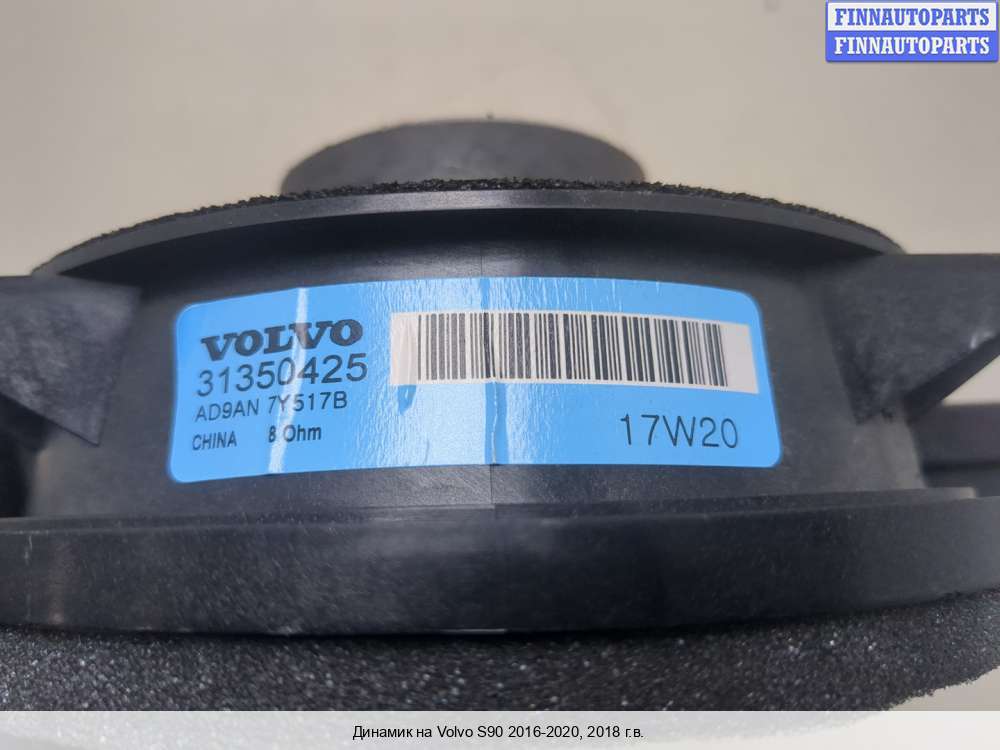 FINNAUTOPARTS
FINNAUTOPARTS
VOLVO
31350425
AD9AN 7Y517B
CHINA 8 Ohm
17W20
Динамик на Volvo S90 2016-2020, 2018 г.в.